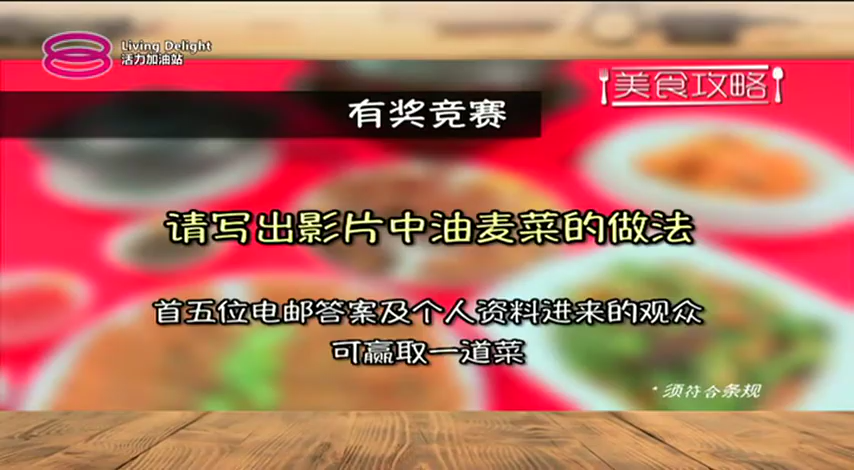 Living Delight
活力加油站
美食攻略
有奖竞赛
请写出影片中油麦菜的做法
首五位电邮答案及个人资料进来的观众
可赢取一道菜
* 须符合条规